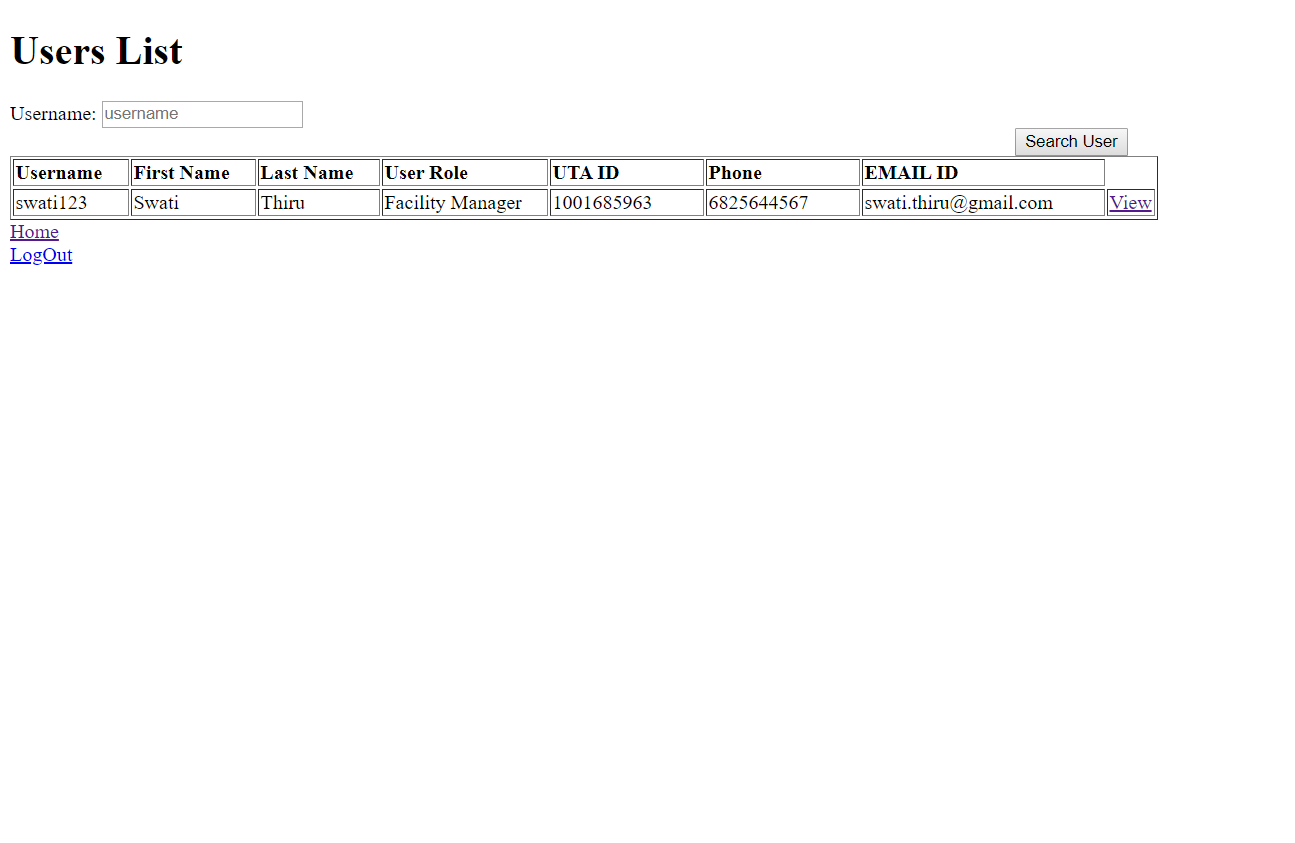 Users List
Username: username
Search User
Username First Name Last Name User Role UTA ID Phone EMAIL ID
swati123 Swati Thiru Facility Manager 1001685963 6825644567 swati.thiru@gmail.com View
Home
LogOut